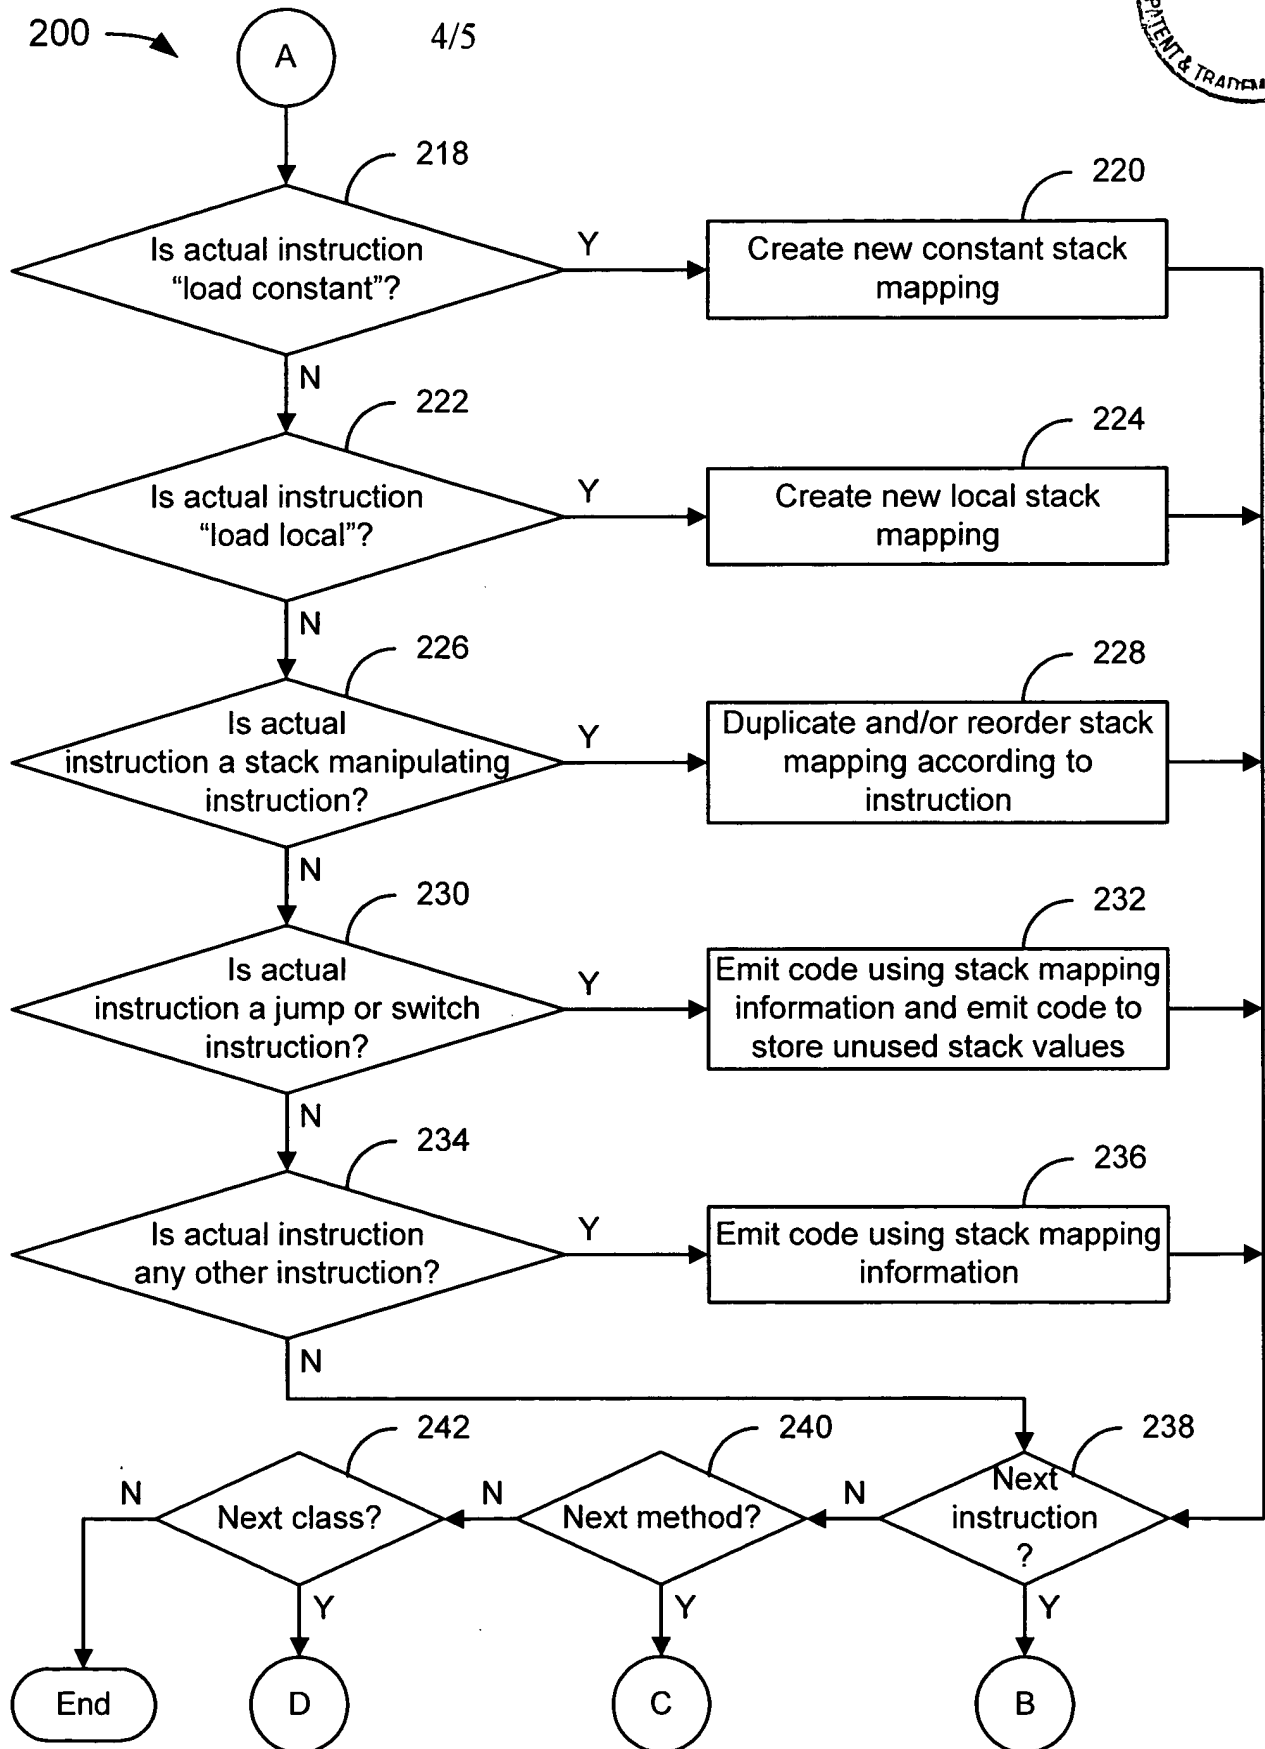 200
A
4/5
PATENT & TRADEM
218
Is actual instruction
“load constant”?
Y
220
Create new constant stack
mapping
N
222
Is actual instruction
“load local”?
Y
224
Create new local stack
mapping
N
226
Is actual
instruction a stack manipulating
instruction?
Y
228
Duplicate and/or reorder stack
mapping according to
instruction
N
230
Is actual
instruction a jump or switch
instruction?
Y
232
Emit code using stack mapping
information and emit code to
store unused stack values
N
234
Is actual instruction
any other instruction?
Y
236
Emit code using stack mapping
information
N
242
Next class?
N
Y
240
Next method?
N
Y
238
Next
instruction
?
N
Y
End
D
C
B